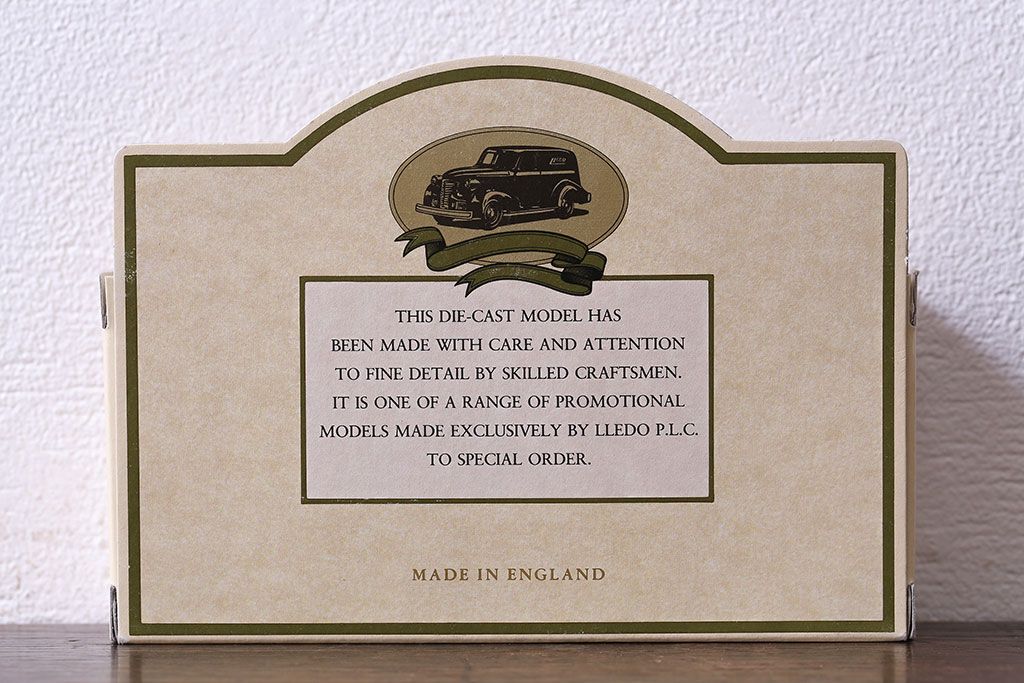 THIS DIE-CAST MODEL HAS
BEEN MADE WITH CARE AND ATTENTION
TO FINE DETAIL BY SKILLED CRAFTSMEN.
IT IS ONE OF A RANGE OF PROMOTIONAL
MODELS MADE EXCLUSIVELY BY LLEDO P.L.C.
TO SPECIAL ORDER.
MADE IN ENGLAND